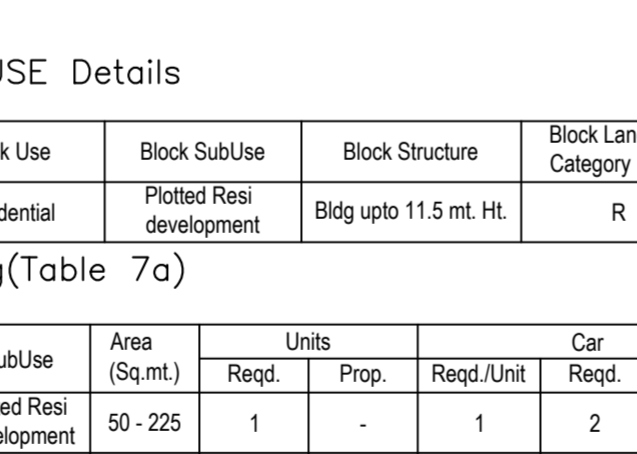 USE Details
k Use Block SubUse Block Structure Block Lan
Category
dential Plotted Resi
development Bldg upto 11.5 mt. Ht. R
g(Table 7a)
ubUse Area
(Sq.mt.) Units Car
Reqd. Prop. Reqd./Unit Reqd.
ted Resi
elopment 50 - 225 1 - 1 2